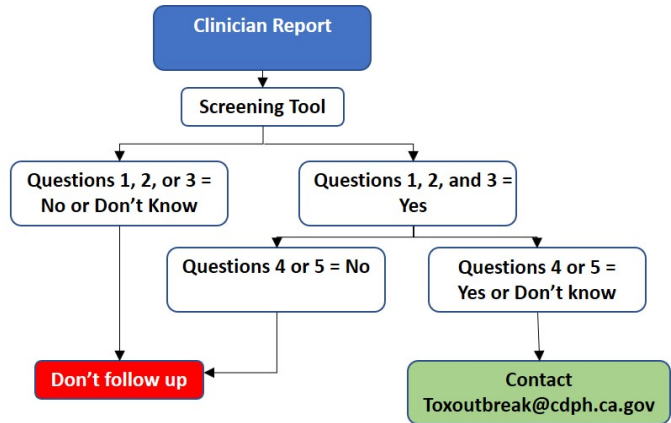 Clinician Report
Screening Tool
Questions 1, 2, or 3 =
No or Don't Know
Questions 1, 2, and 3 =
Yes
Questions 4 or 5 = No
Questions 4 or 5 =
Yes or Don't know
Don't follow up
Contact
Toxoutbreak@cdph.ca.gov